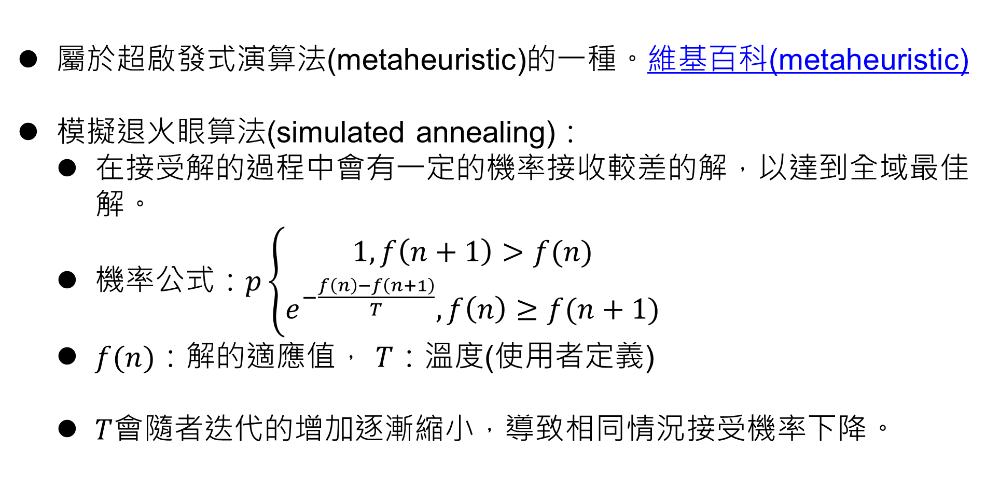 ● 屬於超啟發式演算法(metaheuristic)的一種。維基百科(metaheuristic)
● 模擬退火眼算法(simulated annealing)：
● 在接受解的過程中會有一定的機率接收較差的解，以達到全域最佳
解。
● 機率公式：p { 1, f(n + 1) > f(n)
e^{-\frac{f(n)-f(n+1)}{T}}, f(n) ≥ f(n + 1)
● f(n)：解的適應值， T：溫度(使用者定義)
● T會隨者迭代的增加逐漸縮小，導致相同情況接受機率下降。